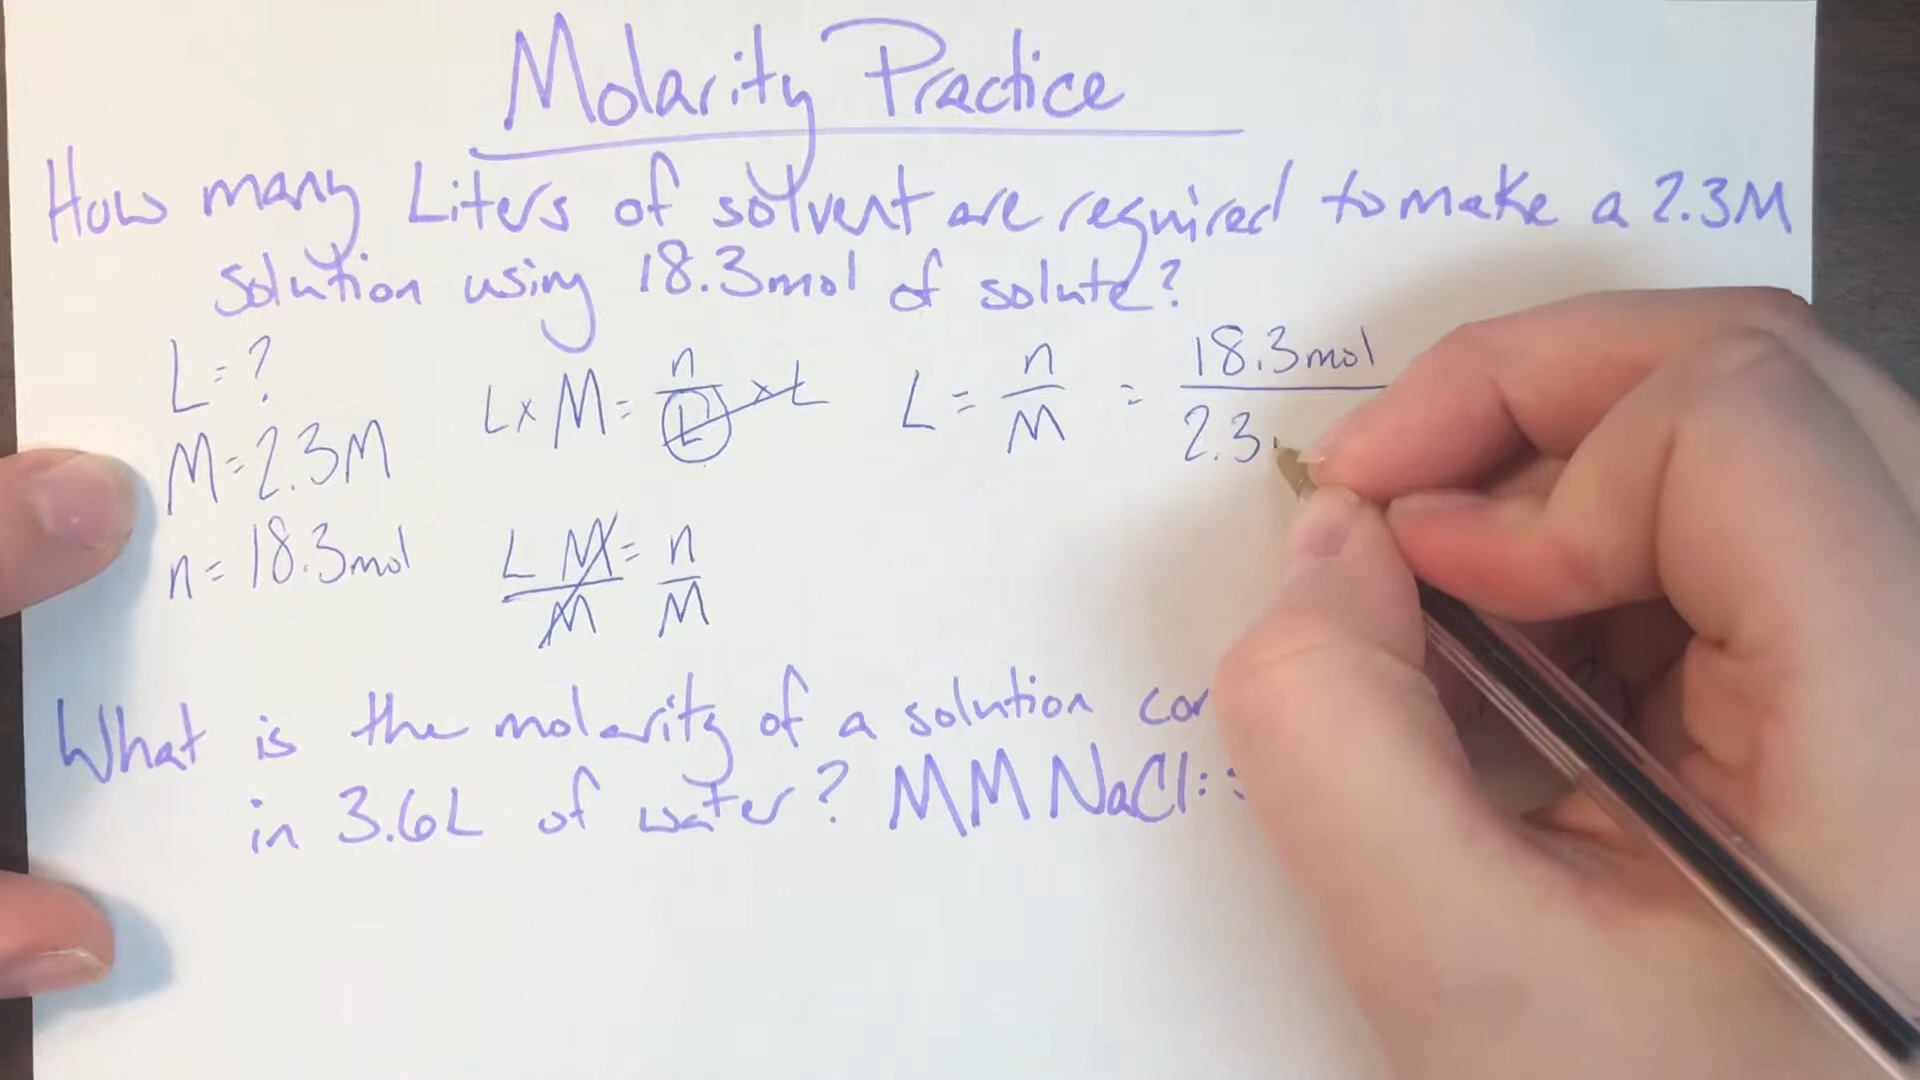 Molarity Practice
How many Liters of solvent are required to make a 2.3M
solution using 18.3mol of solute?
L = ?
M = 2.3M
n = 18.3mol
L x M = n/L x L
L M/M = n/M
L = n/M = 18.3mol/2.3
What is the molarity of a solution
in 3.6L of water? MM NaCl: